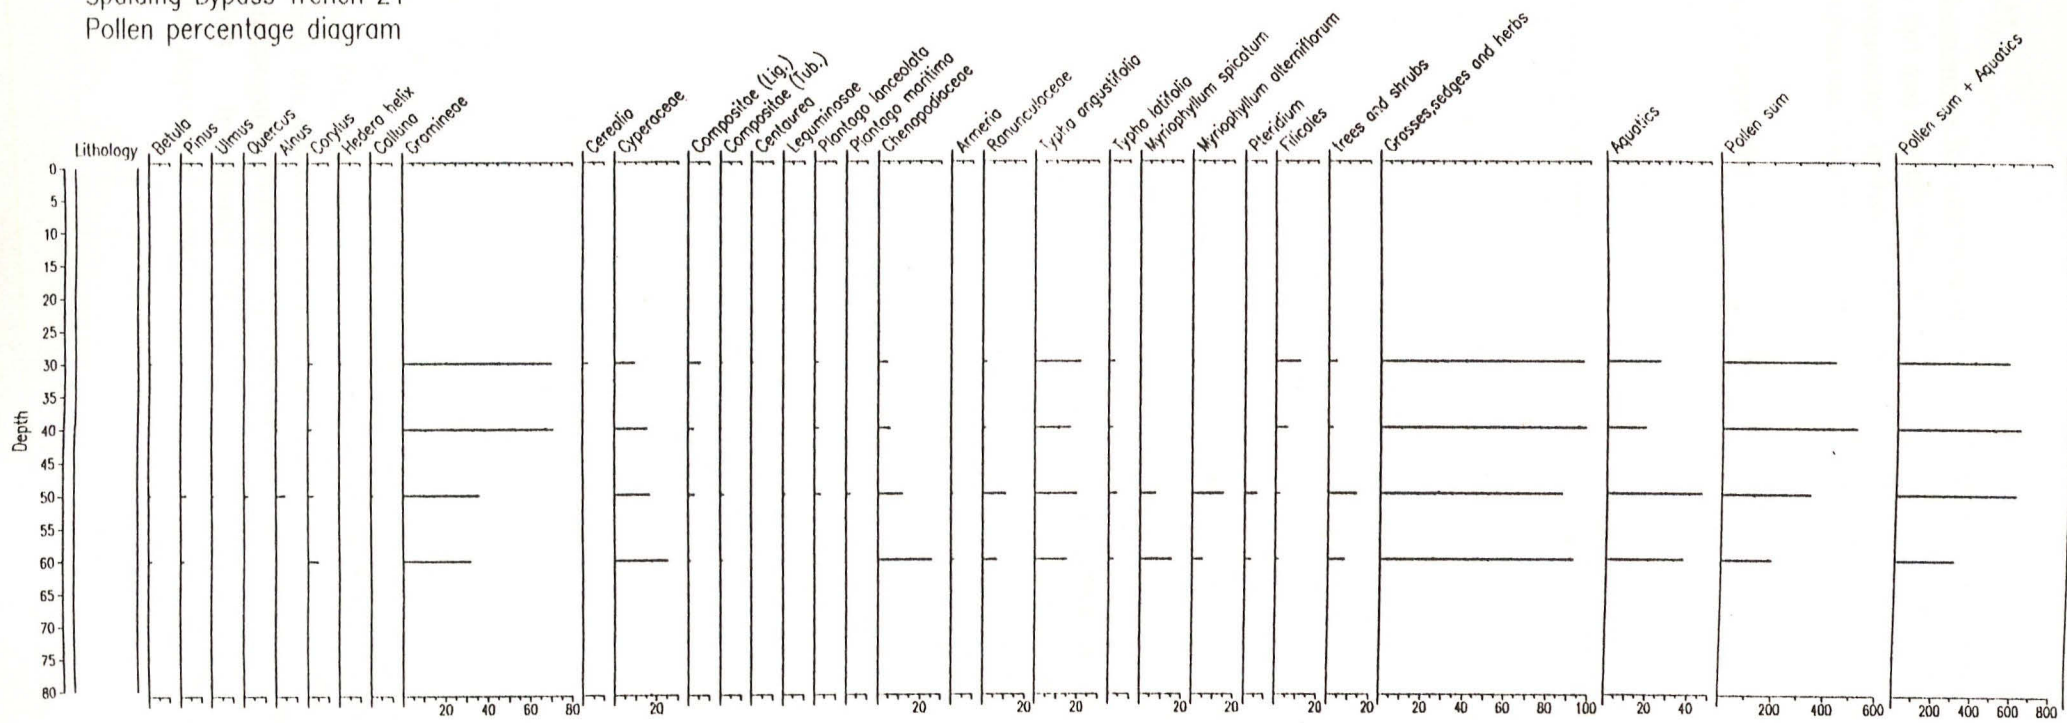 Spalding Bypass Trench 24
Pollen percentage diagram
Lithology
Betula
Pinus
Ulmus
Quercus
Alnus
Corylus
Hedera helix
Calluna
Gramineae
Cerealia
Cyperaceae
Compositae (Lig.)
Compositae (Tub.)
Centaurea
Leguminosae
Plantago lanceolata
Plantago maritima
Chenopodiaceae
Armeria
Ranunculaceae
Typha angustifolia
Typha latifolia
Myriophyllum spicatum
Myriophyllum alterniflorum
Pteridium
Filicales
Trees and shrubs
Grasses,sedges and herbs
Aquatics
Pollen sum
Pollen sum + Aquatics
Depth
0
5
10
15
20
25
30
35
40
45
50
55
60
65
70
75
80
20 40 60 80 20 20 20 20 20 20 20 20 20 40 60 80 100 20 40 200 400 600 200 400 600 800